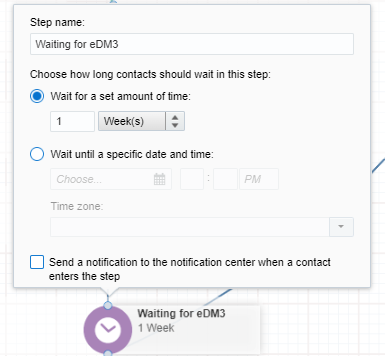 Step name:
Waiting for eDM3
Choose how long contacts should wait in this step:
Wait for a set amount of time:
1 Week(s)
Wait until a specific date and time:
Choose... : PM
Time zone:
Send a notification to the notification center when a contact
enters the step
Waiting for eDM3
1 Week